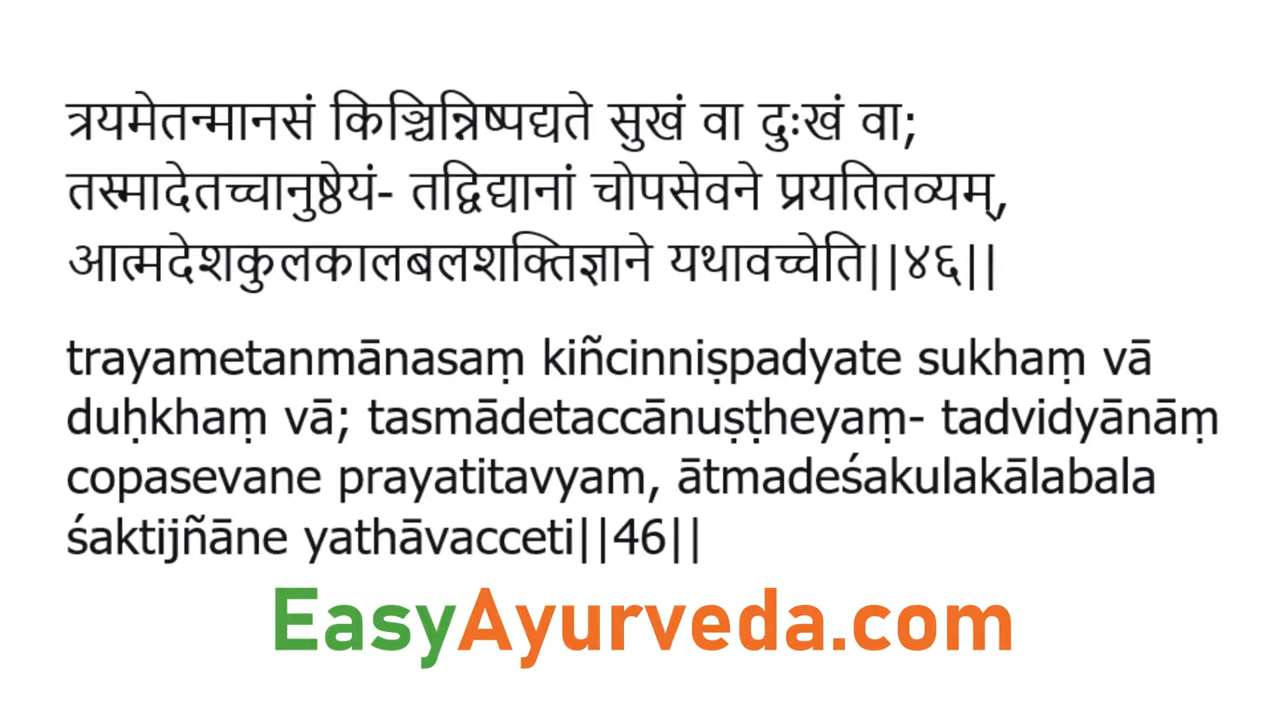 त्रयमेतन्मानसं किञ्चिन्निष्पद्यते सुखं वा दुःखं वा;
तस्मादेतच्चानुष्ठेयं- तद्विद्यानां चोपसेवने प्रयतितव्यम्,
आत्मदेशकुलकालबलशक्तिज्ञाने यथावच्चेति||४६||
trayametanmānasaṃ kiñcinniṣpadyate sukhaṃ vā
duḥkhaṃ vā; tasmādetaccānuṣṭheyaṃ- tadvidyānāṃ
copasevane prayatitavyam, ātmadeśakulakālabala
śaktijñāne yathāvacceti||46||
EasyAyurveda.com